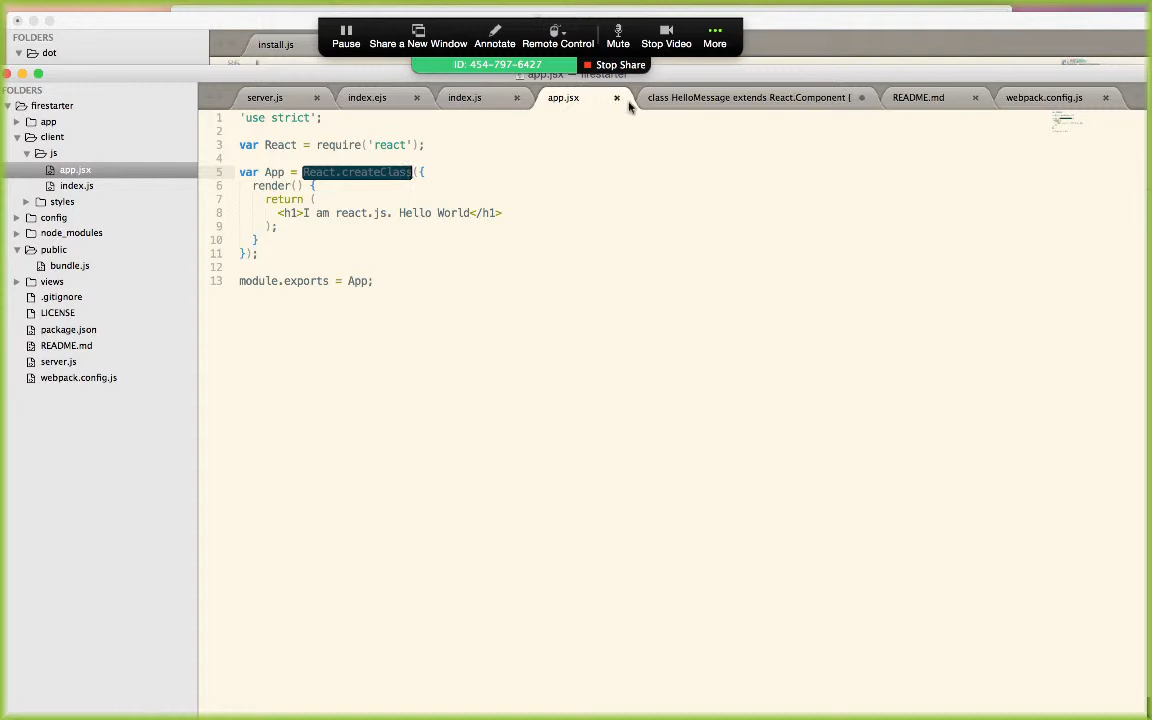 Pause
Share a New Window
Annotate
Remote Control
Mute
Stop Video
More
ID: 454-797-6427
Stop Share
FOLDERS
dot
install.js
86
app.jsx — firestarter
FOLDERS
firestarter
app
client
js
app.jsx
index.js
styles
config
node_modules
public
bundle.js
views
.gitignore
LICENSE
package.json
README.md
server.js
webpack.config.js
server.js
index.ejs
index.js
app.jsx
class HelloMessage extends React.Component {
README.md
webpack.config.js
1 'use strict';
2
3 var React = require('react');
4
5 var App = React.createClass({
6 render() {
7 return (
8 <h1>I am react.js. Hello World</h1>
9 );
10 }
11 });
12
13 module.exports = App;